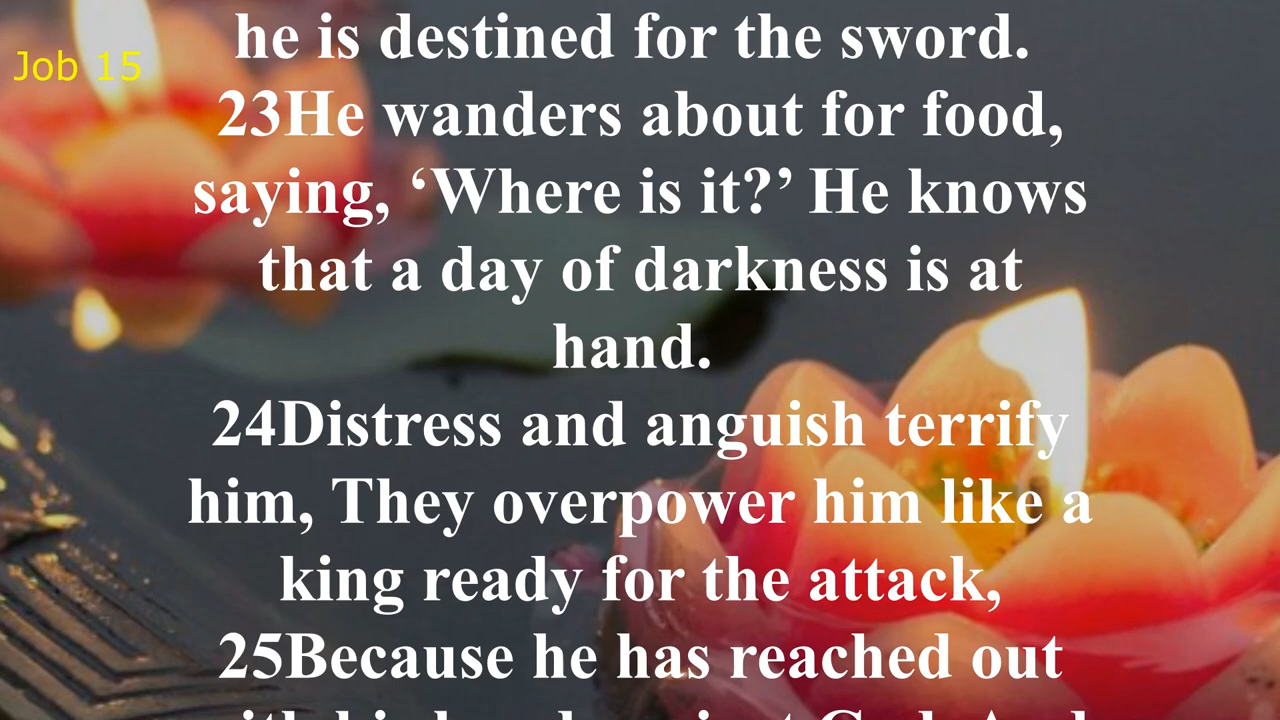 he is destined for the sword.
Job 15
23He wanders about for food,
saying, ‘Where is it?’ He knows
that a day of darkness is at
hand.
24Distress and anguish terrify
him, They overpower him like a
king ready for the attack,
25Because he has reached out